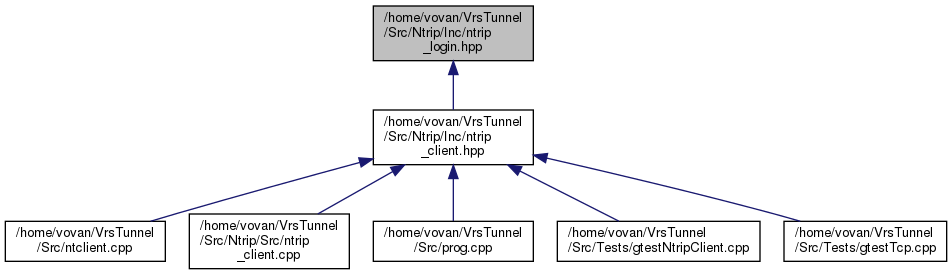 /home/vovan/VrsTunnel
/Src/Ntrip/Inc/ntrip
_login.hpp
/home/vovan/VrsTunnel
/Src/Ntrip/Inc/ntrip
_client.hpp
/home/vovan/VrsTunnel
/Src/ntclient.cpp
/home/vovan/VrsTunnel
/Src/Ntrip/Src/ntrip
_client.cpp
/home/vovan/VrsTunnel
/Src/prog.cpp
/home/vovan/VrsTunnel
/Src/Tests/gtestNtripClient.cpp
/home/vovan/VrsTunnel
/Src/Tests/gtestTcp.cpp